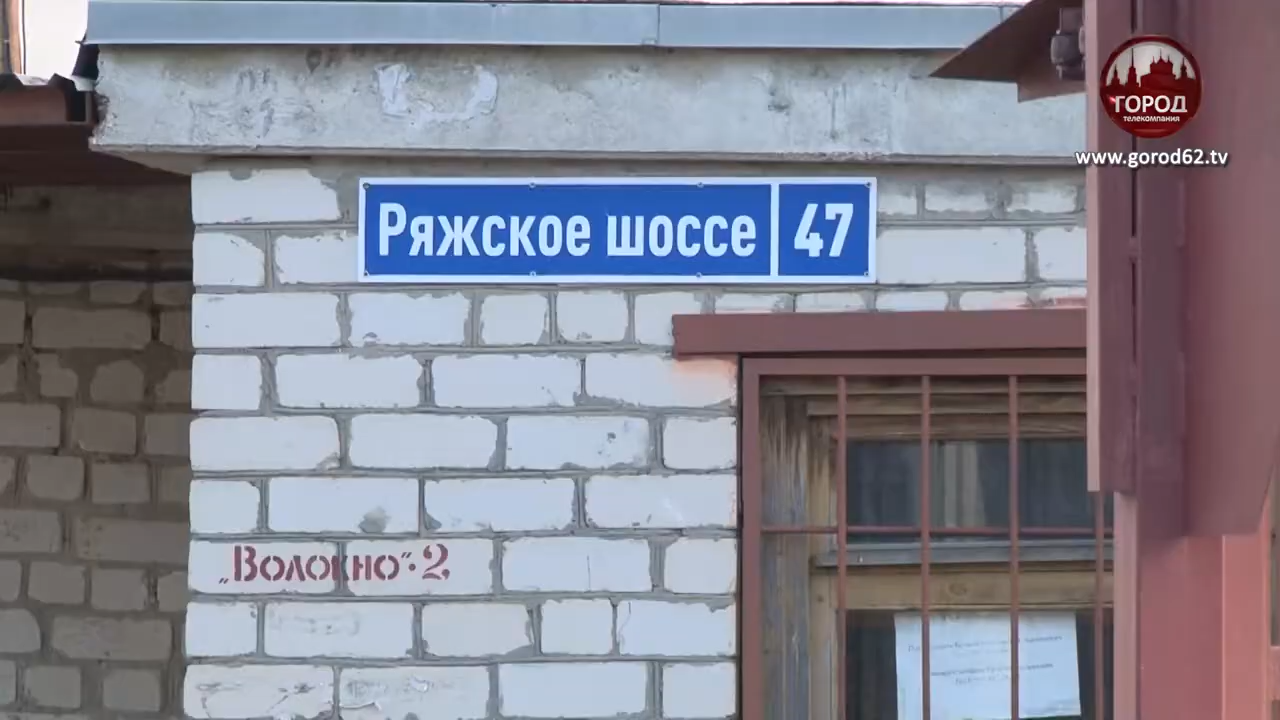 ГОРОД
телекомпания
www.gorod62.tv
Ряжское шоссе 47
„Волокно"-2